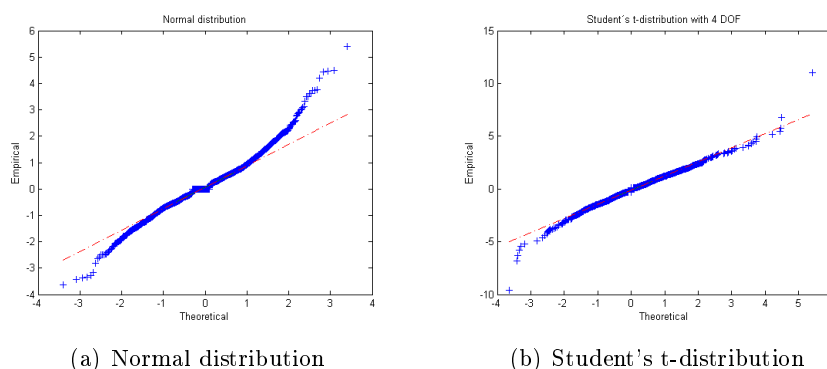 Normal distribution
6
5
4
3
2
1
0
-1
-2
-3
-4
Empirical
-4 -3 -2 -1 0 1 2 3 4
Theoretical
(a) Normal distribution
Student´s t-distribution with 4 DOF
15
10
5
0
-5
-10
Empirical
-4 -3 -2 -1 0 1 2 3 4 5
Theoretical
(b) Student's t-distribution